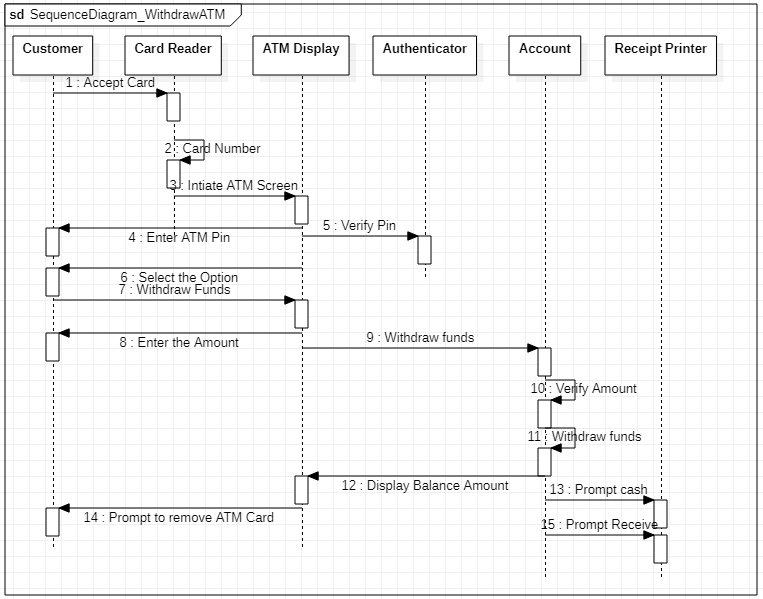 sd SequenceDiagram_WithdrawATM
Customer
Card Reader
ATM Display
Authenticator
Account
Receipt Printer
1 : Accept Card
2 : Card Number
3 : Intiate ATM Screen
4 : Enter ATM Pin
5 : Verify Pin
6 : Select the Option
7 : Withdraw Funds
8 : Enter the Amount
9 : Withdraw funds
10 : Verify Amount
11 : Withdraw funds
12 : Display Balance Amount
13 : Prompt cash
14 : Prompt to remove ATM Card
15 : Prompt Receive